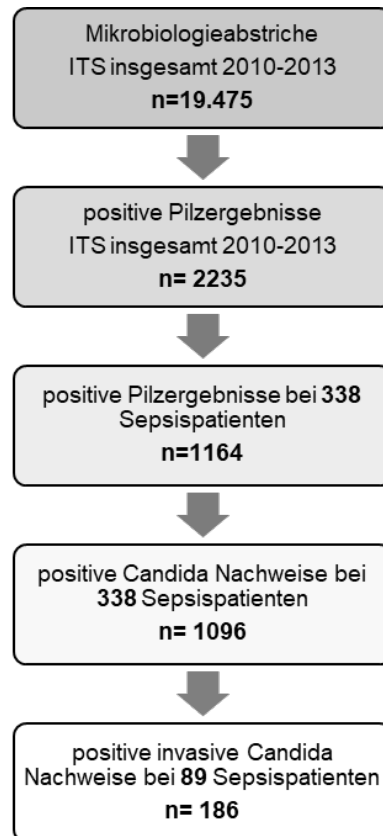 Mikrobiologieabstriche
ITS insgesamt 2010-2013
n=19.475
positive Pilzergebnisse
ITS insgesamt 2010-2013
n= 2235
positive Pilzergebnisse bei 338
Sepsispatienten
n=1164
positive Candida Nachweise bei
338 Sepsispatienten
n= 1096
positive invasive Candida
Nachweise bei 89 Sepsispatienten
n= 186